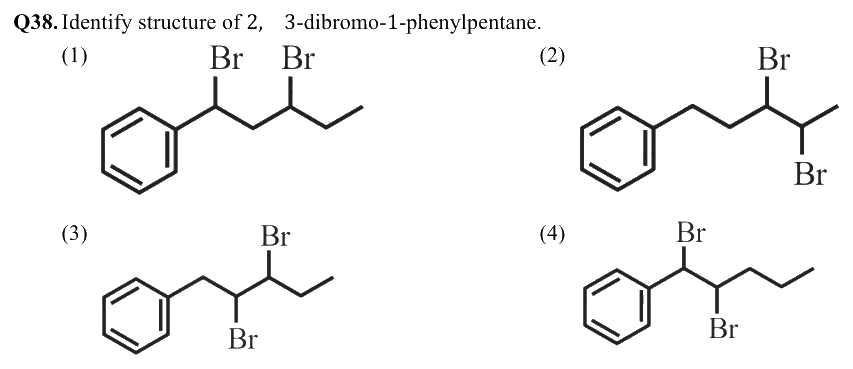 Q38. Identify structure of 2, 3-dibromo-1-phenylpentane.
(1)
Br Br
(2)
Br
Br
(3)
Br
Br
(4)
Br
Br